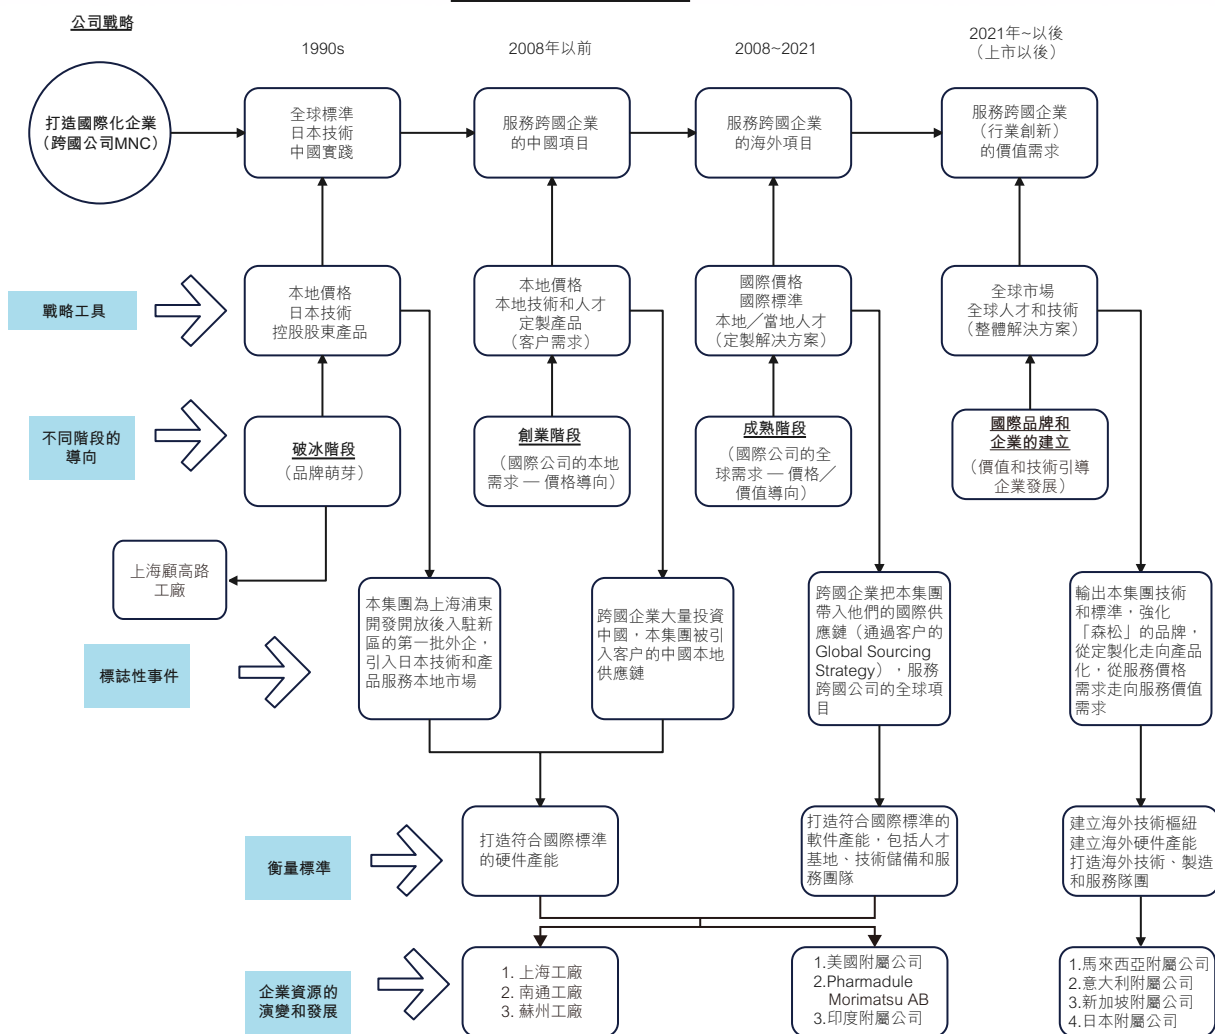 公司戰略
1990s
2008年以前
2008~2021
2021年~以後
（上市以後）
打造國際化企業
（跨國公司MNC）
全球標準
日本技術
中國實踐
服務跨國企業
的中國項目
服務跨國企業
的海外項目
服務跨國企業
（行業創新）
的價值需求
戰略工具
本地價格
日本技術
控股股東產品
本地價格
本地技術和人才
定製產品
（客户需求）
國際價格
國際標準
本地／當地人才
（定製解決方案）
全球市場
全球人才和技術
（整體解決方案）
不同階段的
導向
破冰階段
（品牌萌芽）
創業階段
（國際公司的本地
需求 — 價格導向）
成熟階段
（國際公司的全
球需求 — 價格／
價值導向）
國際品牌和
企業的建立
（價值和技術引導
企業發展）
上海顧高路
工廠
標誌性事件
本集團為上海浦東
開發開放後入駐新
區的第一批外企，
引入日本技術和產
品服務本地市場
跨國企業大量投資
中國，本集團被引
入客户的中國本地
供應鏈
跨國企業把本集團
帶入他們的國際供
應鏈（通過客户的
Global Sourcing
Strategy），服務
跨國公司的全球項
目
輸出本集團技術
和標準，強化
「森松」的品牌，
從定製化走向產品
化，從服務價格
需求走向服務價值
需求
衡量標準
打造符合國際標準
的硬件產能
打造符合國際標準的
軟件產能，包括人才
基地、技術儲備和服
務團隊
建立海外技術樞紐
建立海外硬件產能
打造海外技術、製造
和服務隊團
企業資源的
演變和發展
1. 上海工廠
2. 南通工廠
3. 蘇州工廠
1.美國附屬公司
2.Pharmadule
Morimatsu AB
3.印度附屬公司
1.馬來西亞附屬公司
2.意大利附屬公司
3.新加坡附屬公司
4.日本附屬公司